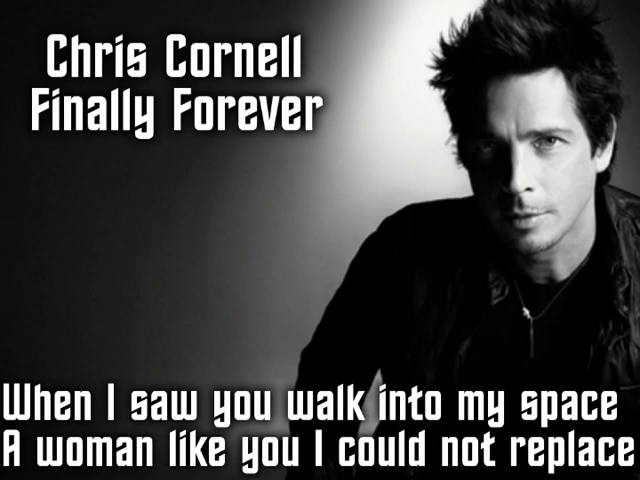 Chris Cornell
Finally Forever
When I saw you walk into my space
A woman like you I could not replace